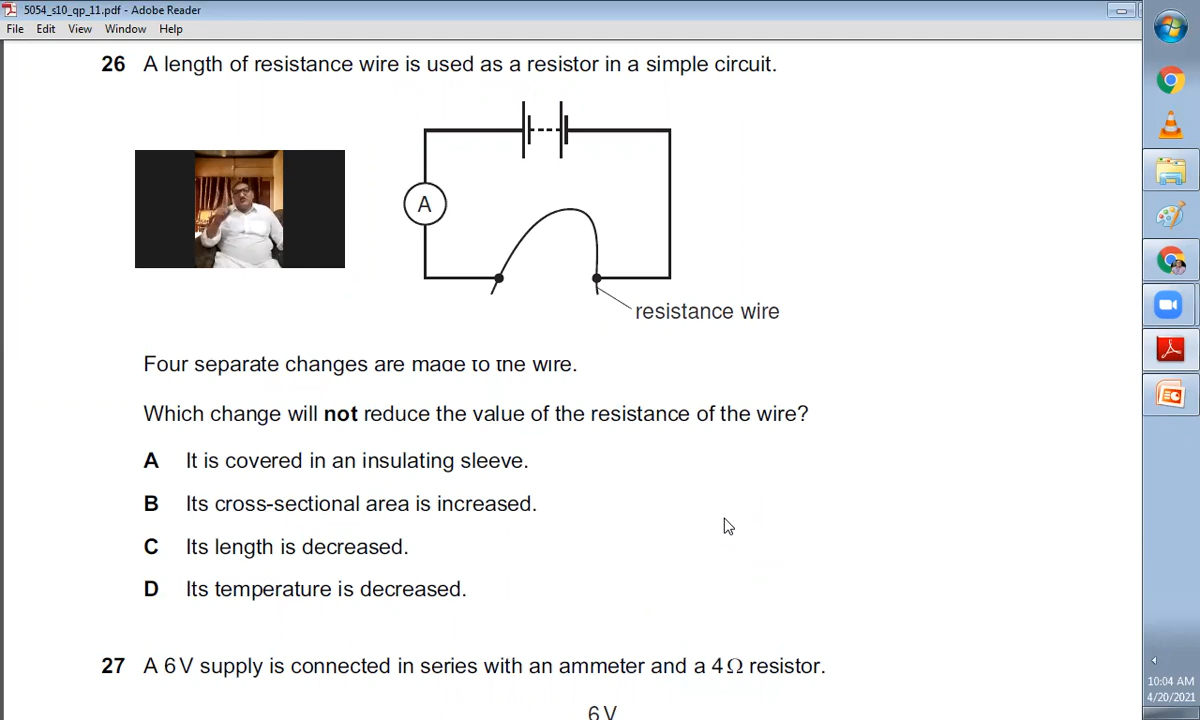 5054_s10_qp_11.pdf - Adobe Reader
File Edit View Window Help
26 A length of resistance wire is used as a resistor in a simple circuit.
A
resistance wire
Four separate changes are made to the wire.
Which change will not reduce the value of the resistance of the wire?
A It is covered in an insulating sleeve.
B Its cross-sectional area is increased.
C Its length is decreased.
D Its temperature is decreased.
27 A 6 V supply is connected in series with an ammeter and a 4 Ω resistor.
6 V
10:04 AM
4/20/2021